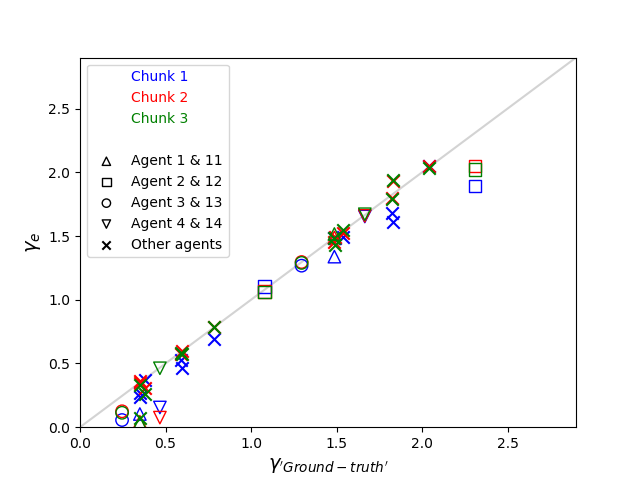 Chunk 1
Chunk 2
Chunk 3
Agent 1 & 11
Agent 2 & 12
Agent 3 & 13
Agent 4 & 14
Other agents
2.5
2.0
1.5
1.0
0.5
0.0
γe
0.0 0.5 1.0 1.5 2.0 2.5
γ'Ground−truth'